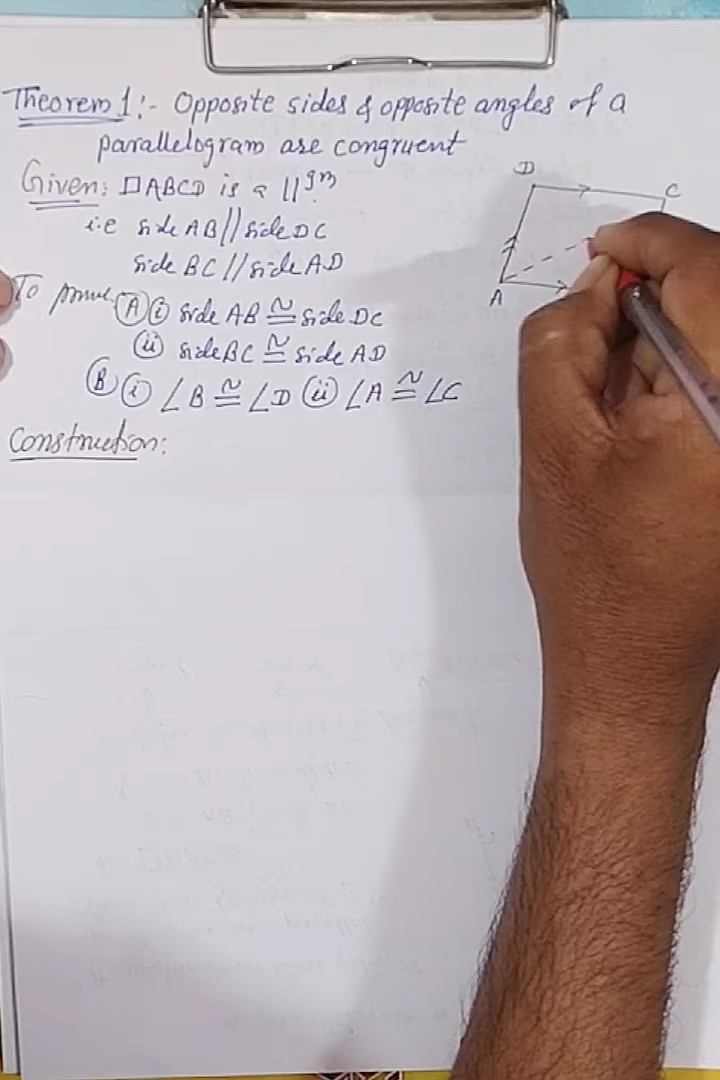 Theorem 1:- Opposite sides & opposite angles of a
parallelogram are congruent
Given: □ABCD is a ||gm
i.e side AB // side DC
side BC // side AD
To prove (A) (i) side AB ≅ side DC
(ii) side BC ≅ side AD
(B) (i) ∠B ≅ ∠D (ii) ∠A ≅ ∠C
Construction:
D
C
A